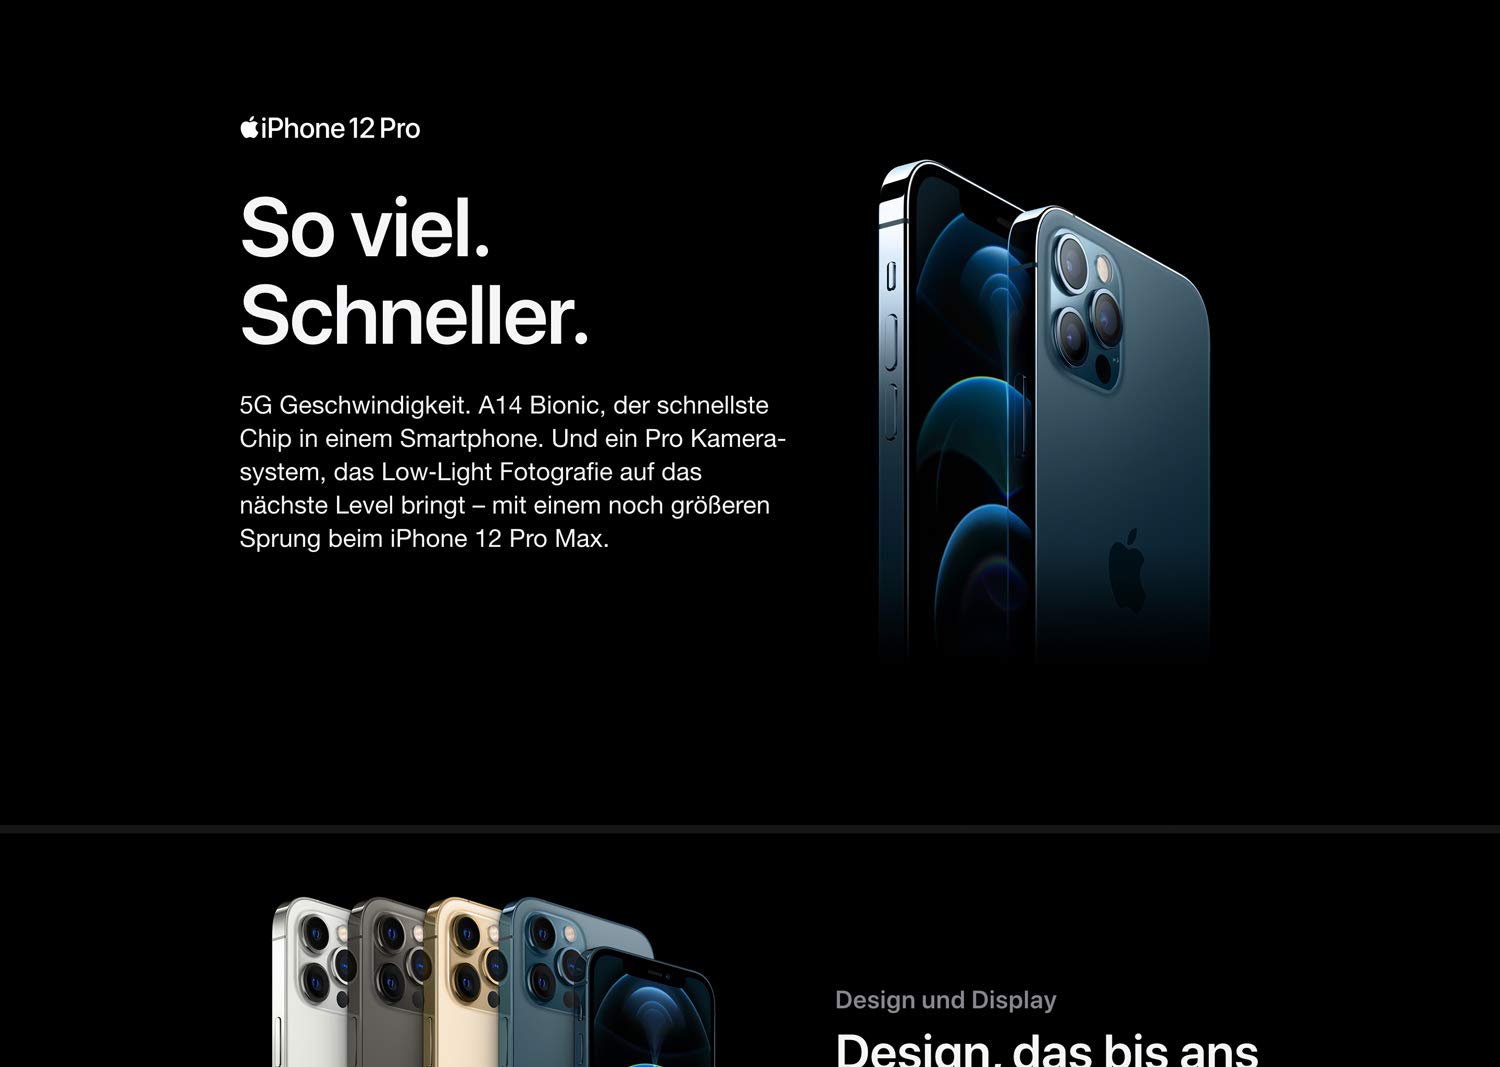 iPhone 12 Pro
So viel.
Schneller.
5G Geschwindigkeit. A14 Bionic, der schnellste
Chip in einem Smartphone. Und ein Pro Kamera-
system, das Low-Light Fotografie auf das
nächste Level bringt – mit einem noch größeren
Sprung beim iPhone 12 Pro Max.
Design und Display
Design, das bis ans